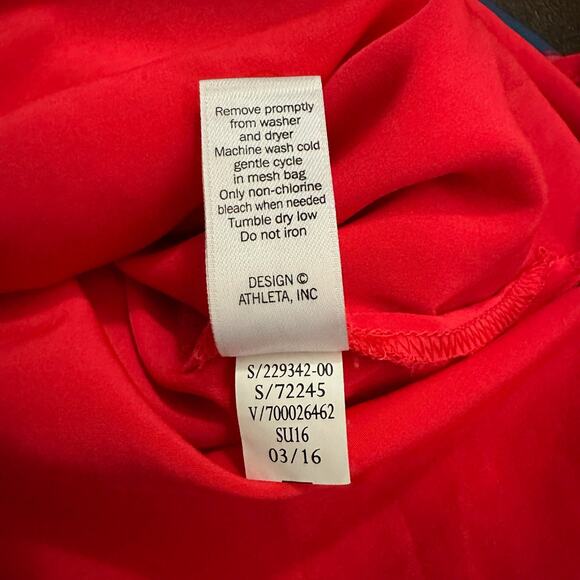 Remove promptly
from washer
and dryer
Machine wash cold
gentle cycle
in mesh bag
Only non-chlorine
bleach when needed
Tumble dry low
Do not iron
DESIGN ©
ATHLETA, INC
S/229342-00
S/72245
V/700026462
SU16
03/16